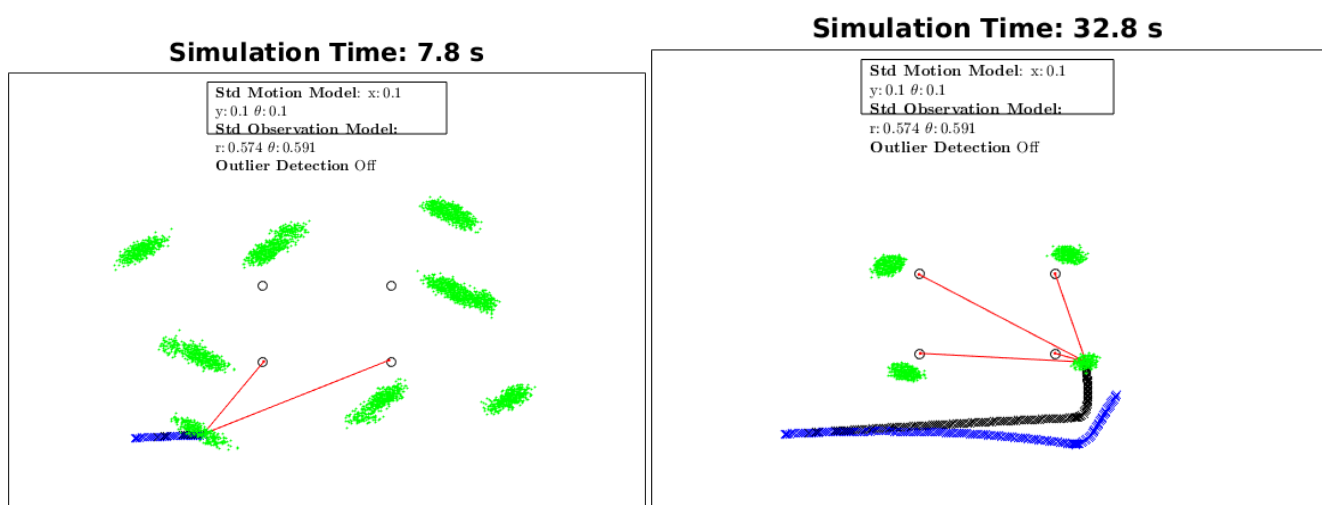 Simulation Time: 7.8 s
Std Motion Model: x: 0.1
y: 0.1 θ: 0.1
Std Observation Model:
r: 0.574 θ: 0.591
Outlier Detection Off
Simulation Time: 32.8 s
Std Motion Model: x: 0.1
y: 0.1 θ: 0.1
Std Observation Model:
r: 0.574 θ: 0.591
Outlier Detection Off